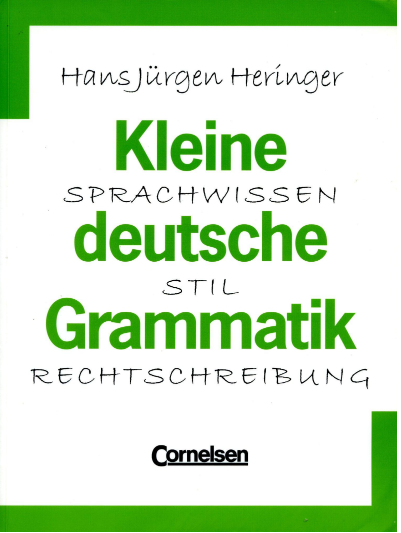 Hans Jürgen Heringer
Kleine
SPRACHWISSEN
deutsche
STIL
Grammatik
RECHTSCHREIBUNG
Cornelsen